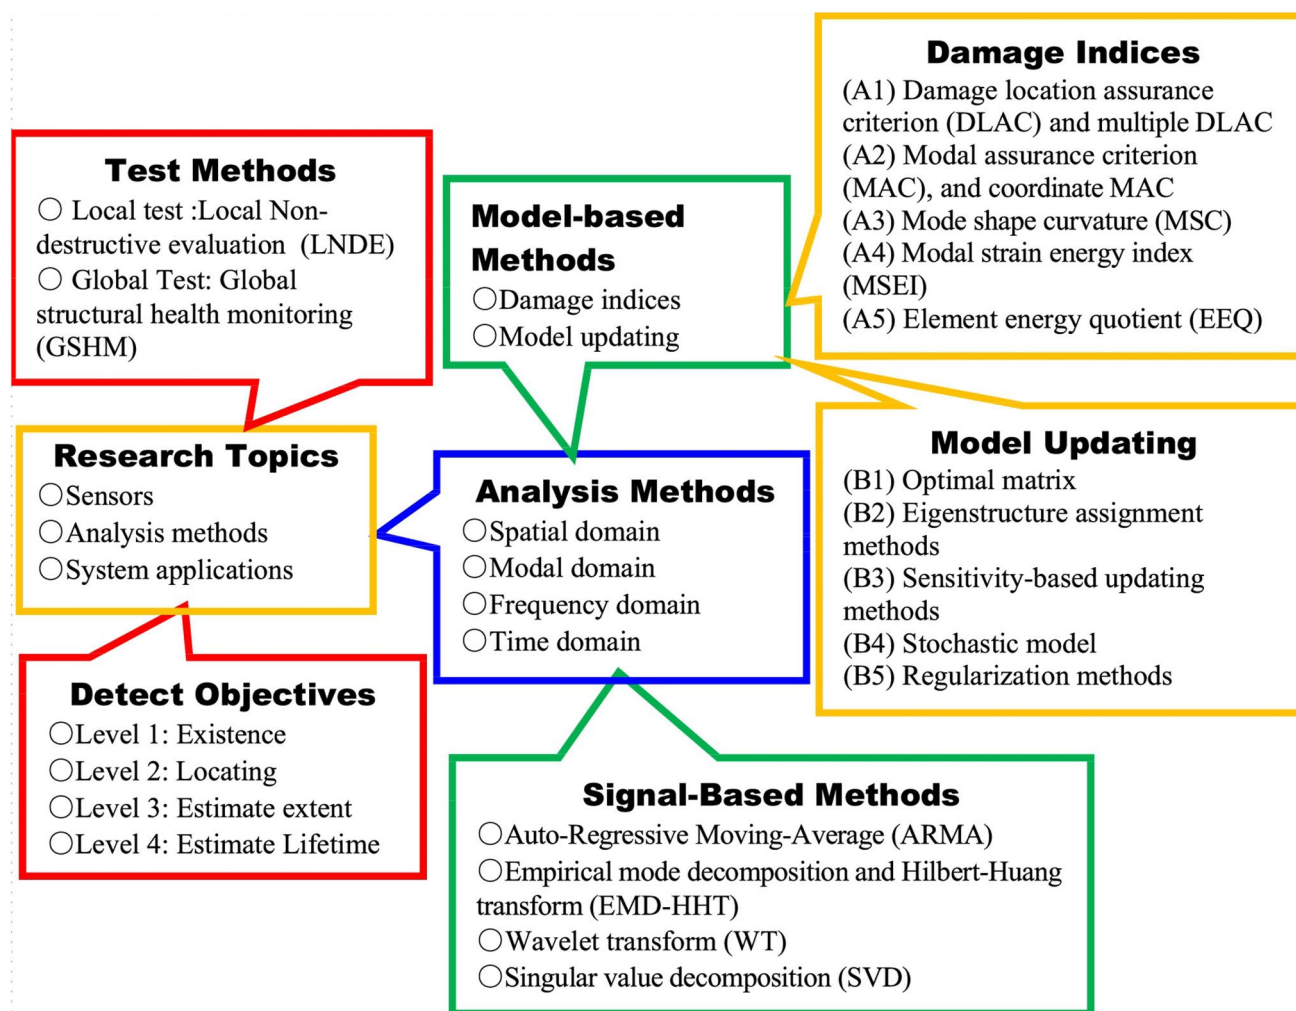 Test Methods
○ Local test :Local Non-
destructive evaluation (LNDE)
○ Global Test: Global
structural health monitoring
(GSHM)
Model-based
Methods
○Damage indices
○Model updating
Damage Indices
(A1) Damage location assurance
criterion (DLAC) and multiple DLAC
(A2) Modal assurance criterion
(MAC), and coordinate MAC
(A3) Mode shape curvature (MSC)
(A4) Modal strain energy index
(MSEI)
(A5) Element energy quotient (EEQ)
Research Topics
○Sensors
○Analysis methods
○System applications
Analysis Methods
○Spatial domain
○Modal domain
○Frequency domain
○Time domain
Model Updating
(B1) Optimal matrix
(B2) Eigenstructure assignment
methods
(B3) Sensitivity-based updating
methods
(B4) Stochastic model
(B5) Regularization methods
Detect Objectives
○Level 1: Existence
○Level 2: Locating
○Level 3: Estimate extent
○Level 4: Estimate Lifetime
Signal-Based Methods
○Auto-Regressive Moving-Average (ARMA)
○Empirical mode decomposition and Hilbert-Huang
transform (EMD-HHT)
○Wavelet transform (WT)
○Singular value decomposition (SVD)